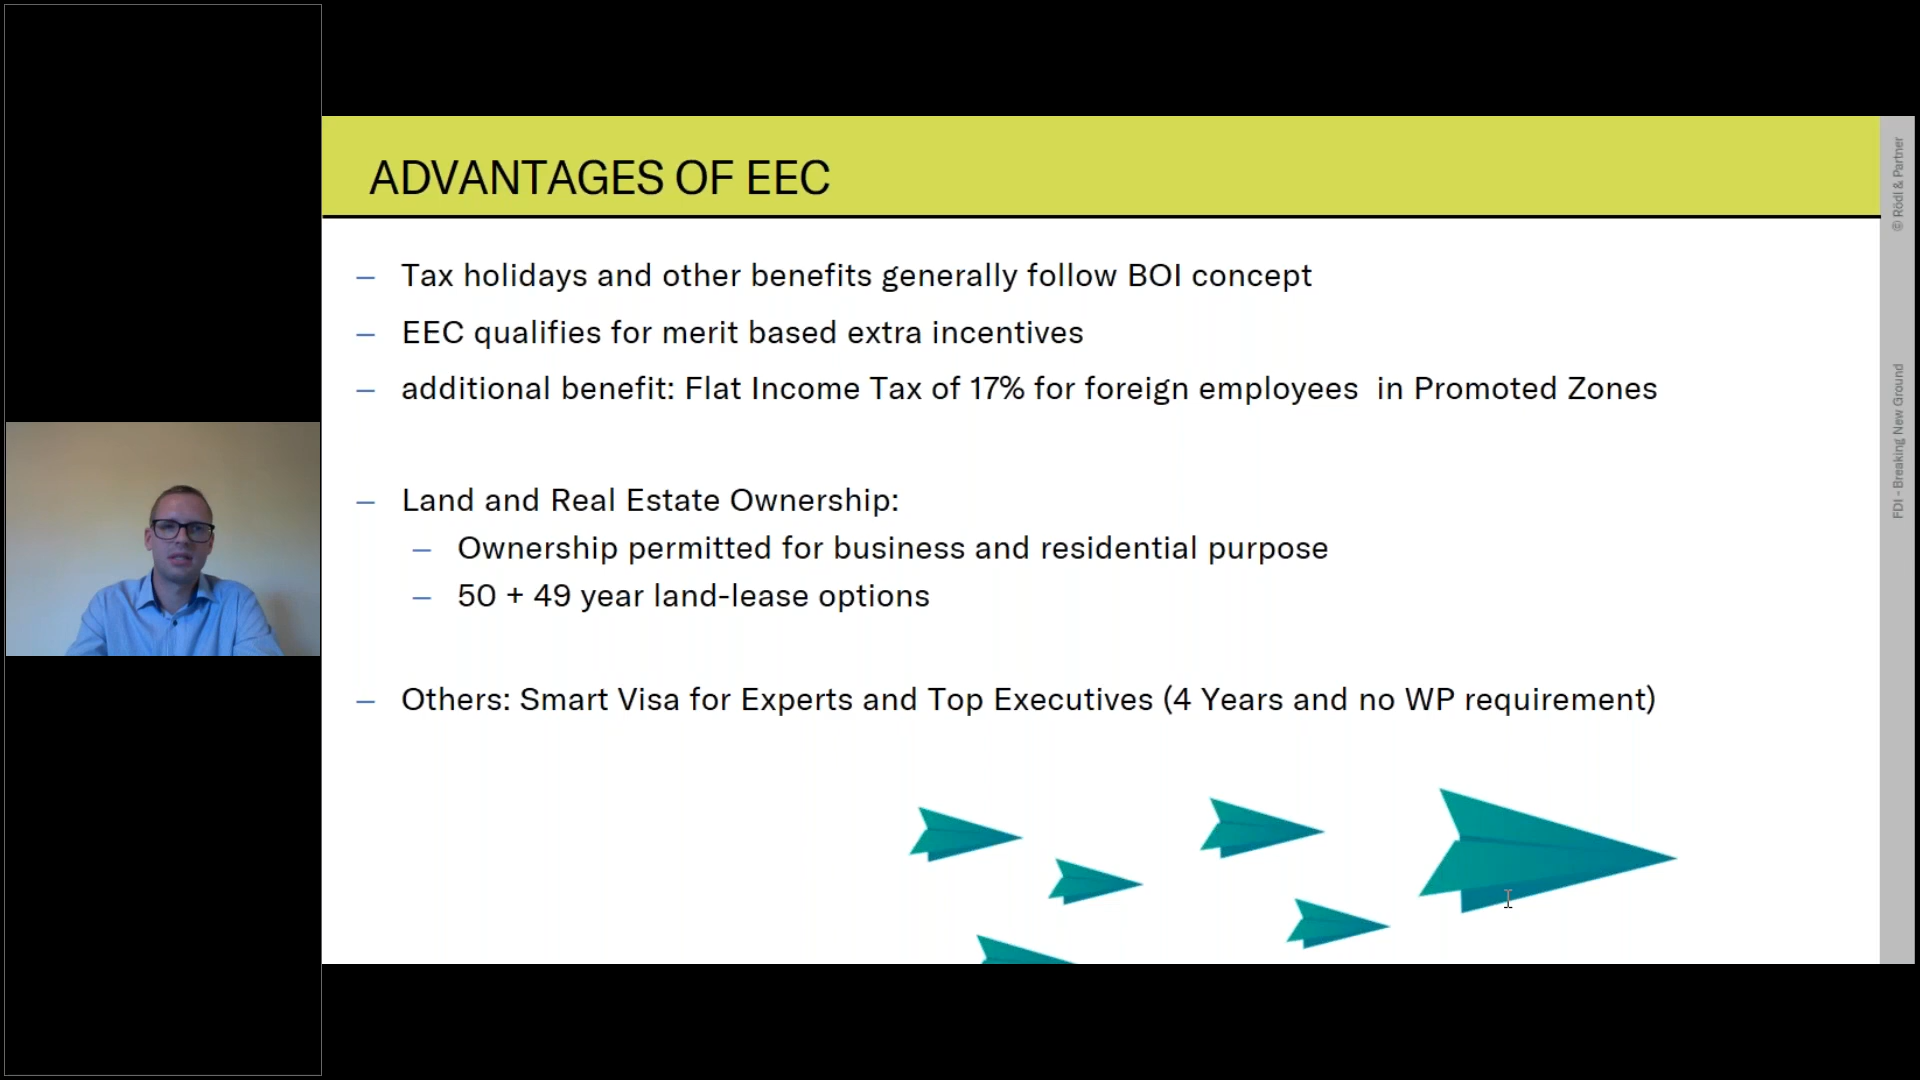 ADVANTAGES OF EEC
– Tax holidays and other benefits generally follow BOI concept
– EEC qualifies for merit based extra incentives
– additional benefit: Flat Income Tax of 17% for foreign employees  in Promoted Zones
– Land and Real Estate Ownership:
– Ownership permitted for business and residential purpose
– 50 + 49 year land-lease options
– Others: Smart Visa for Experts and Top Executives (4 Years and no WP requirement)
© Rödl & Partner
FDI - Breaking New Ground